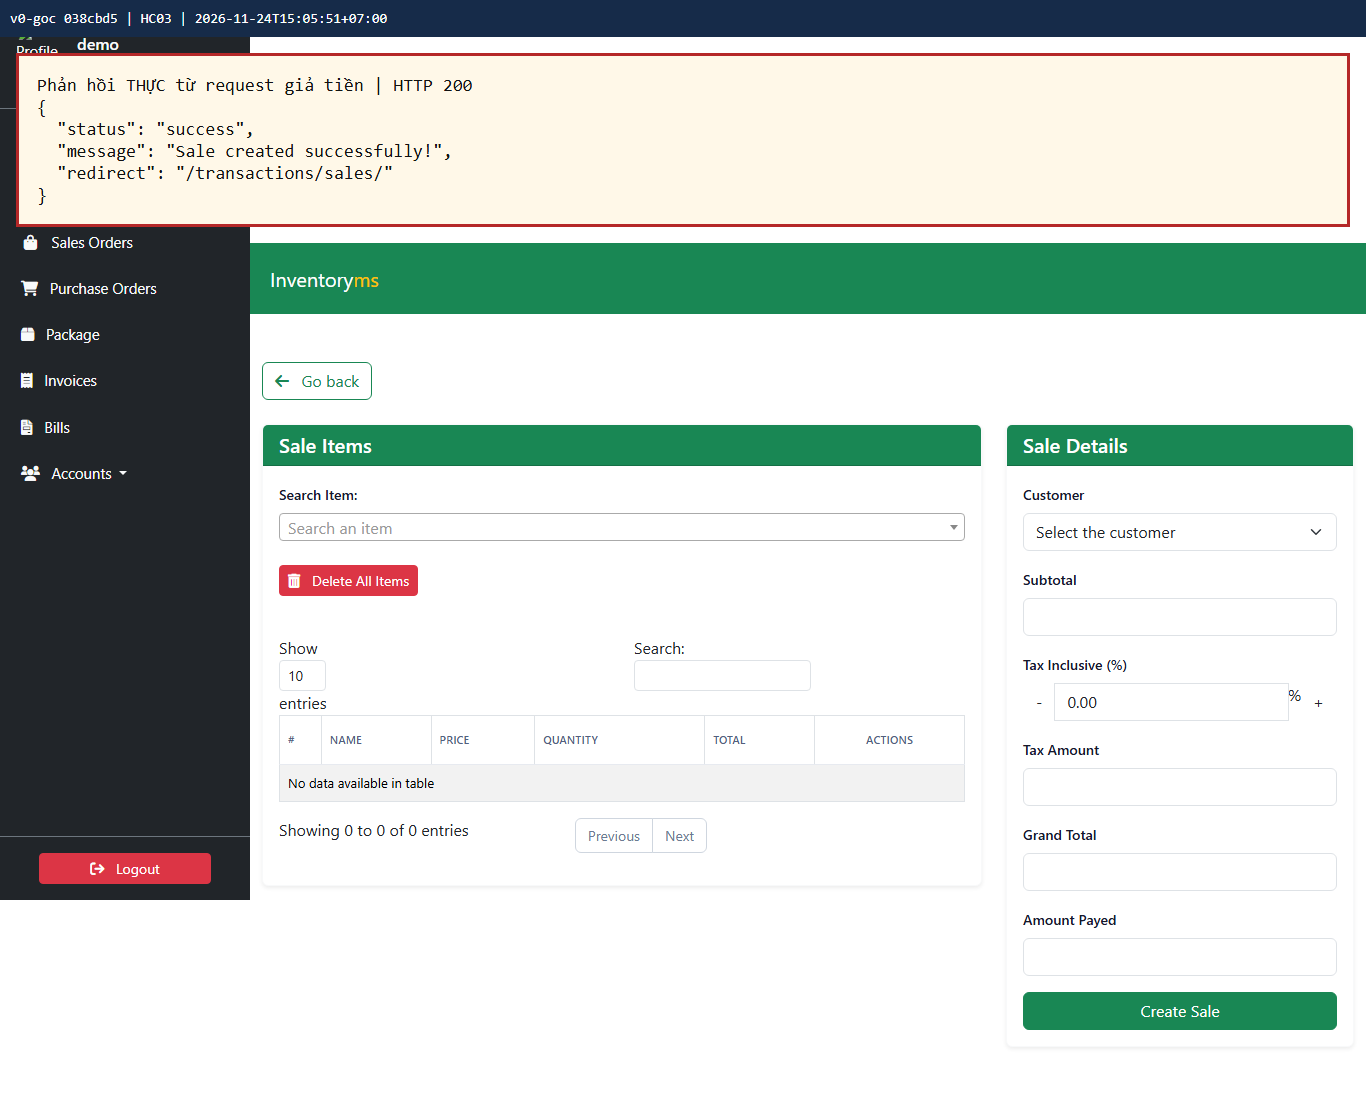 v0-goc 038cbd5 | HC03 | 2026-11-24T15:05:51+07:00
Profile
demo
Phản hồi THỰC từ request giả tiền | HTTP 200
{
"status": "success",
"message": "Sale created successfully!",
"redirect": "/transactions/sales/"
}
Sales Orders
Purchase Orders
Package
Invoices
Bills
Accounts
Logout
Inventoryms
Go back
Sale Items
Search Item:
Search an item
Delete All Items
Show
10
entries
Search:
# NAME PRICE QUANTITY TOTAL ACTIONS
No data available in table
Showing 0 to 0 of 0 entries
Previous Next
Sale Details
Customer
Select the customer
Subtotal
Tax Inclusive (%)
- 0.00 % +
Tax Amount
Grand Total
Amount Payed
Create Sale